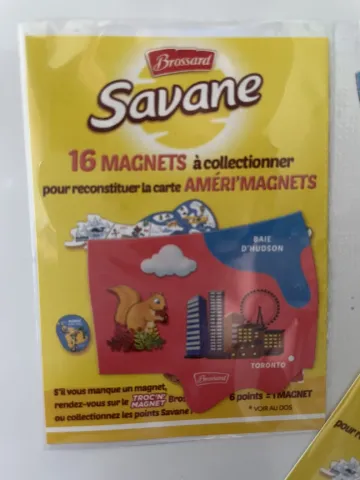 Brossard
Savane
16 MAGNETS à collectionner
pour reconstituer la carte AMÉRI'MAGNETS
BAIE
D'HUDSON
TORONTO
Brossard
S'il vous manque un magnet,
rendez-vous sur le TROC'N' MAGNET Bros
ou collectionnez les points Savane
6 points = 1 MAGNET
* VOIR AU DOS
pour r